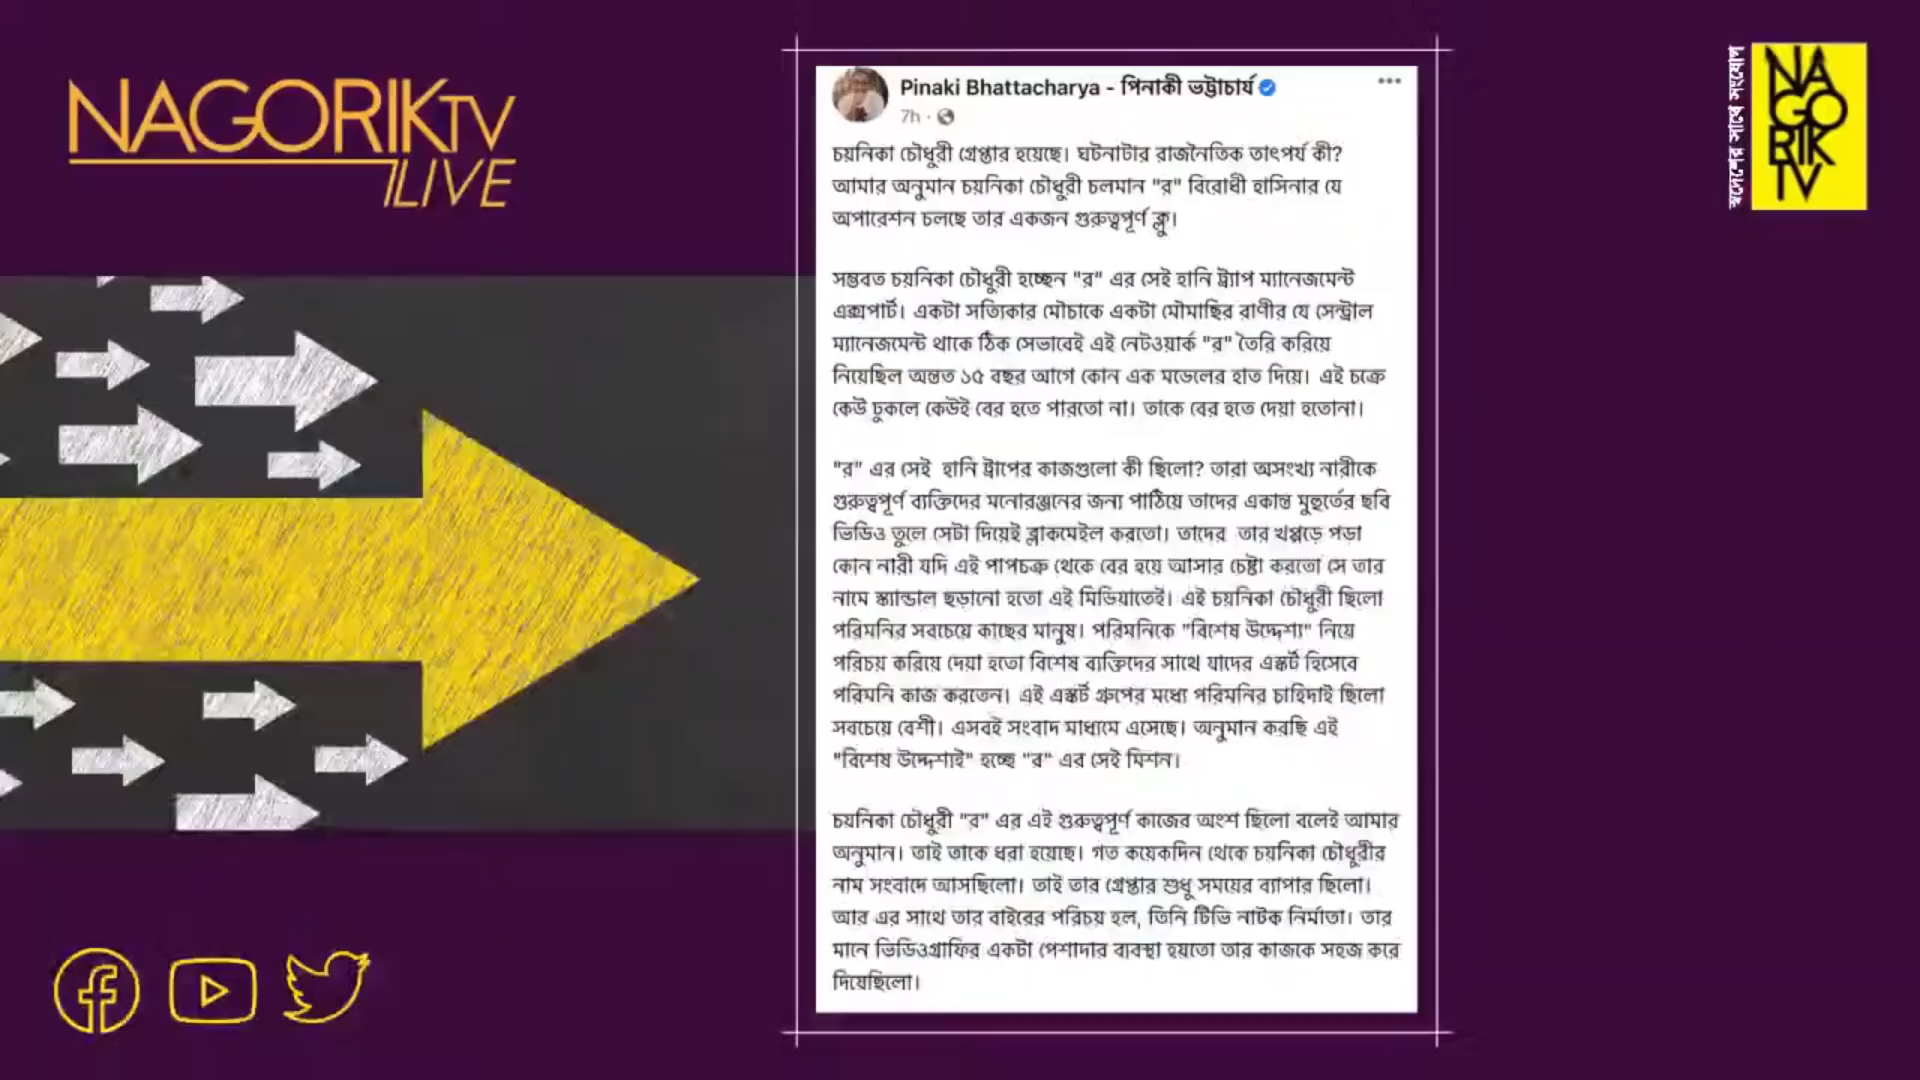 NAGORIKTV
LIVE
স্বদেশের সাথে সংযোগ
NA
GO
RIK
TV
Pinaki Bhattacharya - পিনাকী ভট্টাচার্য
7h ·
চয়নিকা চৌধুরী গ্রেপ্তার হয়েছে। ঘটনাটার রাজনৈতিক তাৎপর্য কী?
আমার অনুমান চয়নিকা চৌধুরী চলমান "র" বিরোধী হাসিনার যে
অপারেশন চলছে তার একজন গুরুত্বপূর্ণ ক্লু।
সম্ভবত চয়নিকা চৌধুরী হচ্ছেন "র" এর সেই হানি ট্র্যাপ ম্যানেজমেন্ট
এক্সপার্ট। একটা সত্যিকার মৌচাকে একটা মৌমাছির রাণীর যে সেন্ট্রাল
ম্যানেজমেন্ট থাকে ঠিক সেভাবেই এই নেটওয়ার্ক "র" তৈরি করিয়ে
নিয়েছিল অন্তত ১৫ বছর আগে কোন এক মডেলের হাত দিয়ে। এই চক্রে
কেউ ঢুকলে কেউই বের হতে পারতো না। তাকে বের হতে দেয়া হতোনা।
"র" এর সেই হানি ট্রাপের কাজগুলো কী ছিলো? তারা অসংখ্য নারীকে
গুরুত্বপূর্ণ ব্যক্তিদের মনোরঞ্জনের জন্য পাঠিয়ে তাদের একান্ত মুহুর্তের ছবি
ভিডিও তুলে সেটা দিয়েই ব্লাকমেইল করতো। তাদের তার খপ্পড়ে পড়া
কোন নারী যদি এই পাপচক্র থেকে বের হয়ে আসার চেষ্টা করতো সে তার
নামে স্ক্যান্ডাল ছড়ানো হতো এই মিডিয়াতেই। এই চয়নিকা চৌধুরী ছিলো
পরিমনির সবচেয়ে কাছের মানুষ। পরিমনিকে "বিশেষ উদ্দেশ্য" নিয়ে
পরিচয় করিয়ে দেয়া হতো বিশেষ ব্যক্তিদের সাথে যাদের এস্কর্ট হিসেবে
পরিমনি কাজ করতেন। এই এস্কর্ট গ্রুপের মধ্যে পরিমনির চাহিদাই ছিলো
সবচেয়ে বেশী। এসবই সংবাদ মাধ্যমে এসেছে। অনুমান করছি এই
"বিশেষ উদ্দেশ্যই" হচ্ছে "র" এর সেই মিশন।
চয়নিকা চৌধুরী "র" এর এই গুরুত্বপূর্ণ কাজের অংশ ছিলো বলেই আমার
অনুমান। তাই তাকে ধরা হয়েছে। গত কয়েকদিন থেকে চয়নিকা চৌধুরীর
নাম সংবাদে আসছিলো। তাই তার গ্রেপ্তার শুধু সময়ের ব্যাপার ছিলো।
আর এর সাথে তার বাইরের পরিচয় হল, তিনি টিভি নাটক নির্মাতা। তার
মানে ভিডিওগ্রাফির একটা পেশাদার ব্যবস্থা হয়তো তার কাজকে সহজ করে
দিয়েছিলো।